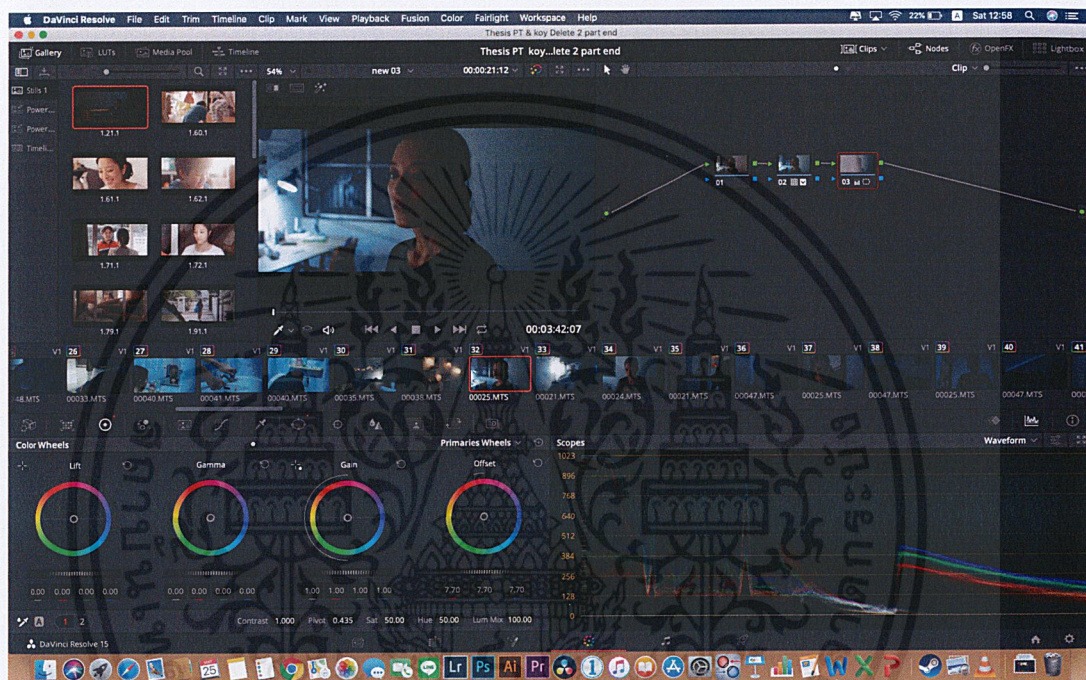 DaVinci Resolve File Edit Trim Timeline Clip Mark View Playback Fusion Color Fairlight Workspace Help 22% A Sat 12:58
Thesis PT & koy Delete 2 part end
Gallery LUTs Media Pool Timeline Thesis PT koy...lete 2 part end Clips Nodes OpenFX Lightbox
54% new 03 00:00:21:12 Clip
Stills 1
Power...
Power...
Timeli...
1.21.1 1.60.1
1.61.1 1.62.1
1.71.1 1.72.1
1.79.1 1.91.1
01 02 03
00:03:42:07
V1 26 V1 27 V1 28 V1 29 V1 30 V1 31 V1 32 V1 33 V1 34 V1 35 V1 36 V1 37 V1 38 V1 39 V1 40 V1 41
48.MTS 00033.MTS 00040.MTS 00041.MTS 00040.MTS 00035.MTS 00038.MTS 00025.MTS 00021.MTS 00024.MTS 00021.MTS 00047.MTS 00025.MTS 00047.MTS 00025.MTS 00047.MTS
Color Wheels Primaries Wheels Scopes Waveform
Lift Gamma Gain Offset
1023
896
768
640
512
384
256
128
0
0.00 0.00 0.00 0.00 0.00 0.00 0.00 0.00 1.00 1.00 1.00 1.00 7.70 7.70 7.70
A 1 2 Contrast 1.000 Pivot 0.435 Sat 50.00 Hue 50.00 Lum Mix 100.00
DaVinci Resolve 15
25 Lr Ps Ai Pr